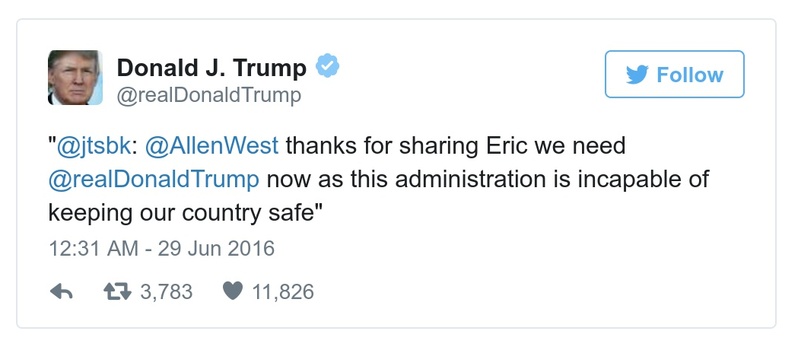 Donald J. Trump
@realDonaldTrump
Follow
"@jtsbk: @AllenWest thanks for sharing Eric we need
@realDonaldTrump now as this administration is incapable of
keeping our country safe"
12:31 AM - 29 Jun 2016
3,783 11,826